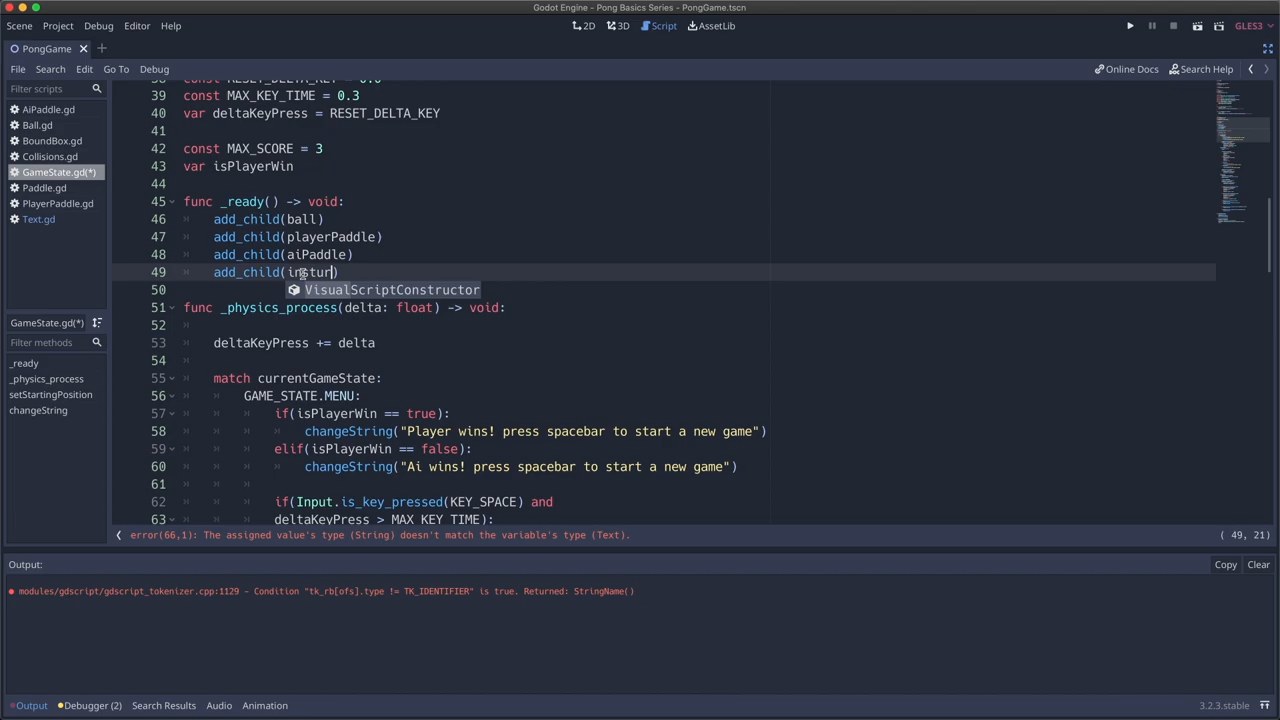 Godot Engine - Pong Basics Series - PongGame.tscn
Scene Project Debug Editor Help 2D 3D Script AssetLib GLES3
PongGame
File Search Edit Go To Debug Online Docs Search Help
Filter scripts
AiPaddle.gd
Ball.gd
BoundBox.gd
Collisions.gd
GameState.gd(*)
Paddle.gd
PlayerPaddle.gd
Text.gd
GameState.gd(*)
Filter methods
_ready
_physics_process
setStartingPosition
changeString
38 const RESET_DELTA_KEY = 0.0
39 const MAX_KEY_TIME = 0.3
40 var deltaKeyPress = RESET_DELTA_KEY
41
42 const MAX_SCORE = 3
43 var isPlayerWin
44
45 func _ready() -> void:
46 add_child(ball)
47 add_child(playerPaddle)
48 add_child(aiPaddle)
49 add_child(instur)
VisualScriptConstructor
50
51 func _physics_process(delta: float) -> void:
52
53 deltaKeyPress += delta
54
55 match currentGameState:
56 GAME_STATE.MENU:
57 if(isPlayerWin == true):
58 changeString("Player wins! press spacebar to start a new game")
59 elif(isPlayerWin == false):
60 changeString("Ai wins! press spacebar to start a new game")
61
62 if(Input.is_key_pressed(KEY_SPACE) and
63 deltaKeyPress > MAX_KEY_TIME):
error(66,1): The assigned value's type (String) doesn't match the variable's type (Text). ( 49, 21)
Output: Copy Clear
modules/gdscript/gdscript_tokenizer.cpp:1129 - Condition "tk_rb[ofs].type != TK_IDENTIFIER" is true. Returned: StringName()
Output Debugger (2) Search Results Audio Animation 3.2.3.stable